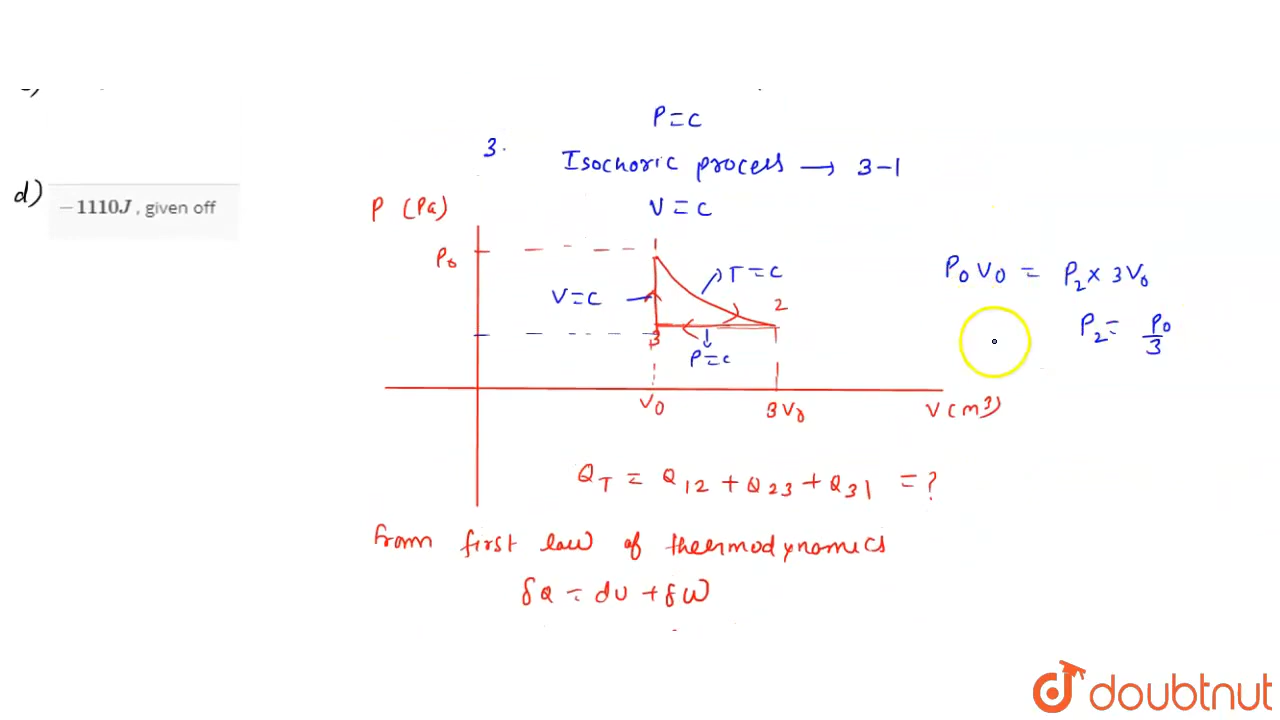 P=C
3.
Isochoric process → 3-1
d) -1110J , given off
P (Pa)
V=C
P₀
T=C
V=C
2
3
P=C
V₀
3V₀
V(m³)
P₀V₀ = P₂ × 3V₀
P₂ = P₀/3
Q_T = Q₁₂ + Q₂₃ + Q₃₁ = ?
from first law of thermodynamics
δQ = dU + δW
doubtnut